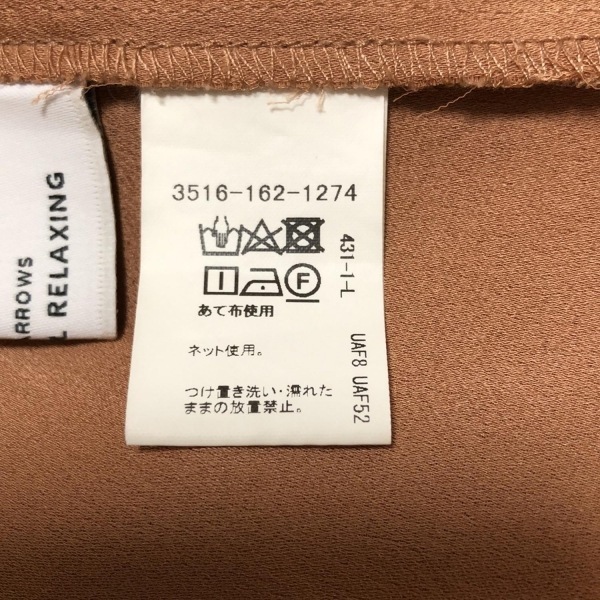 3516-162-1274
F
あて布使用
ネット使用。
つけ置き洗い・濡れた
ままの放置禁止。
431-1-L
UAF8 UAF52
ARROWS
RELAXING